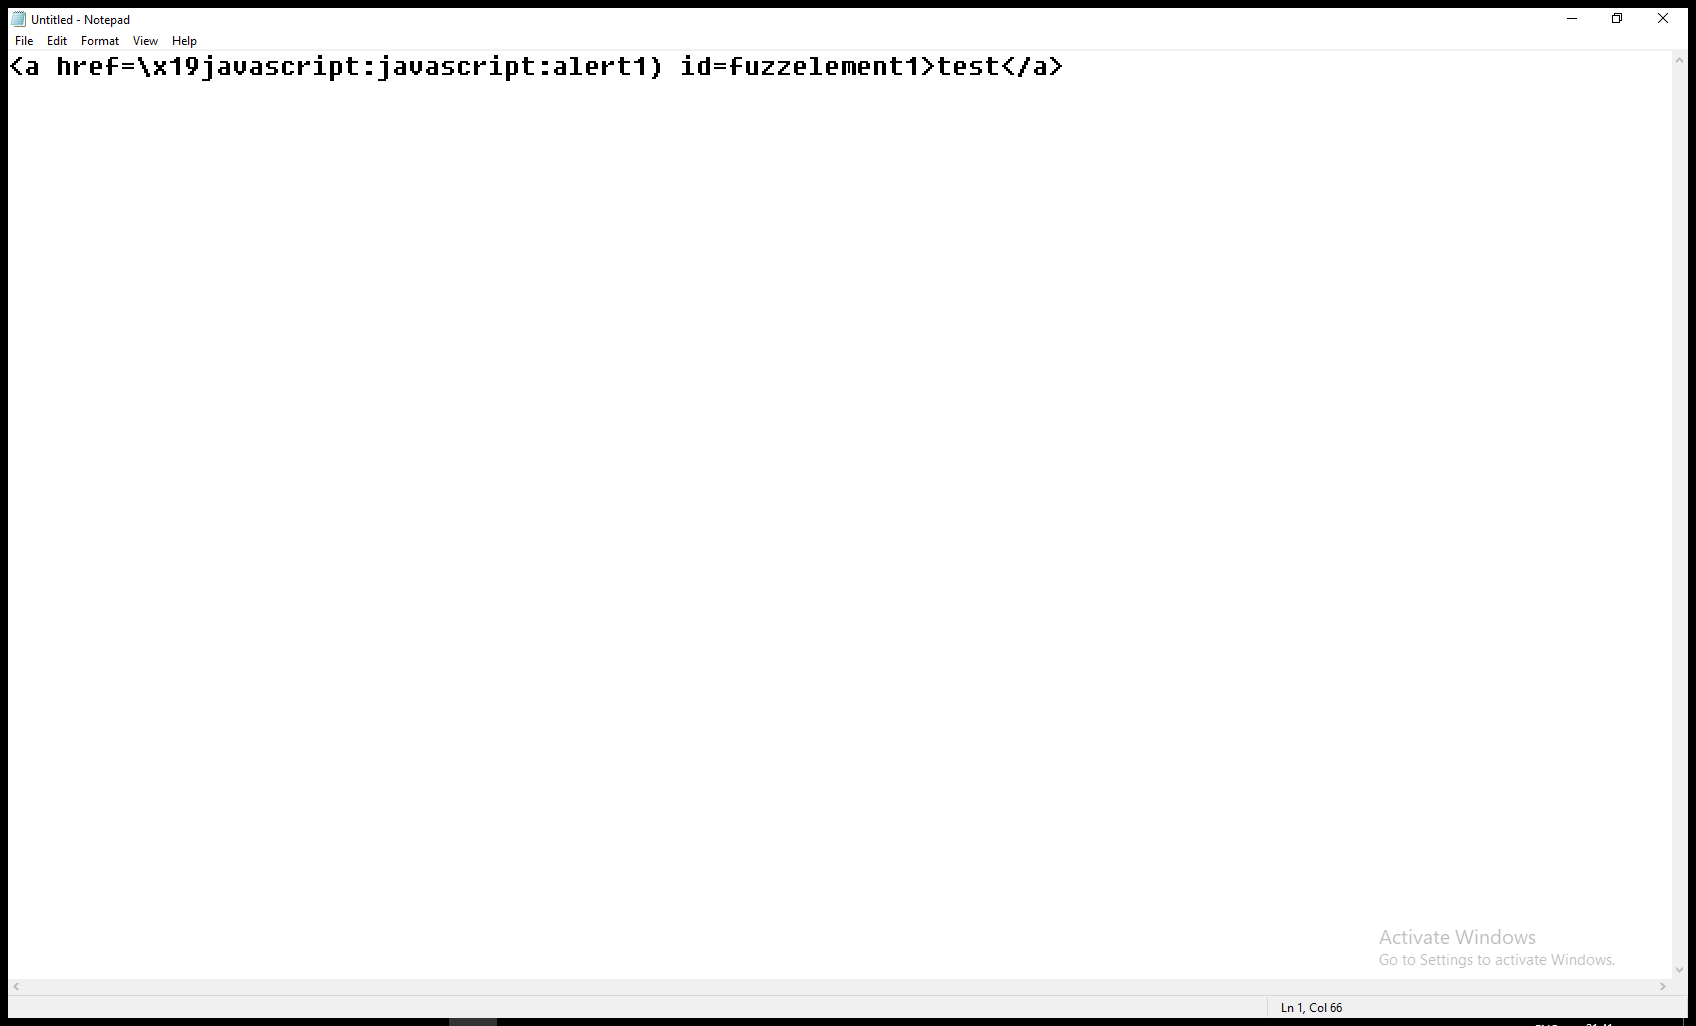 Untitled - Notepad
File Edit Format View Help
<a href=\x19javascript:javascript:alert1) id=fuzzelement1>test</a>
Activate Windows
Go to Settings to activate Windows.
Ln 1, Col 66